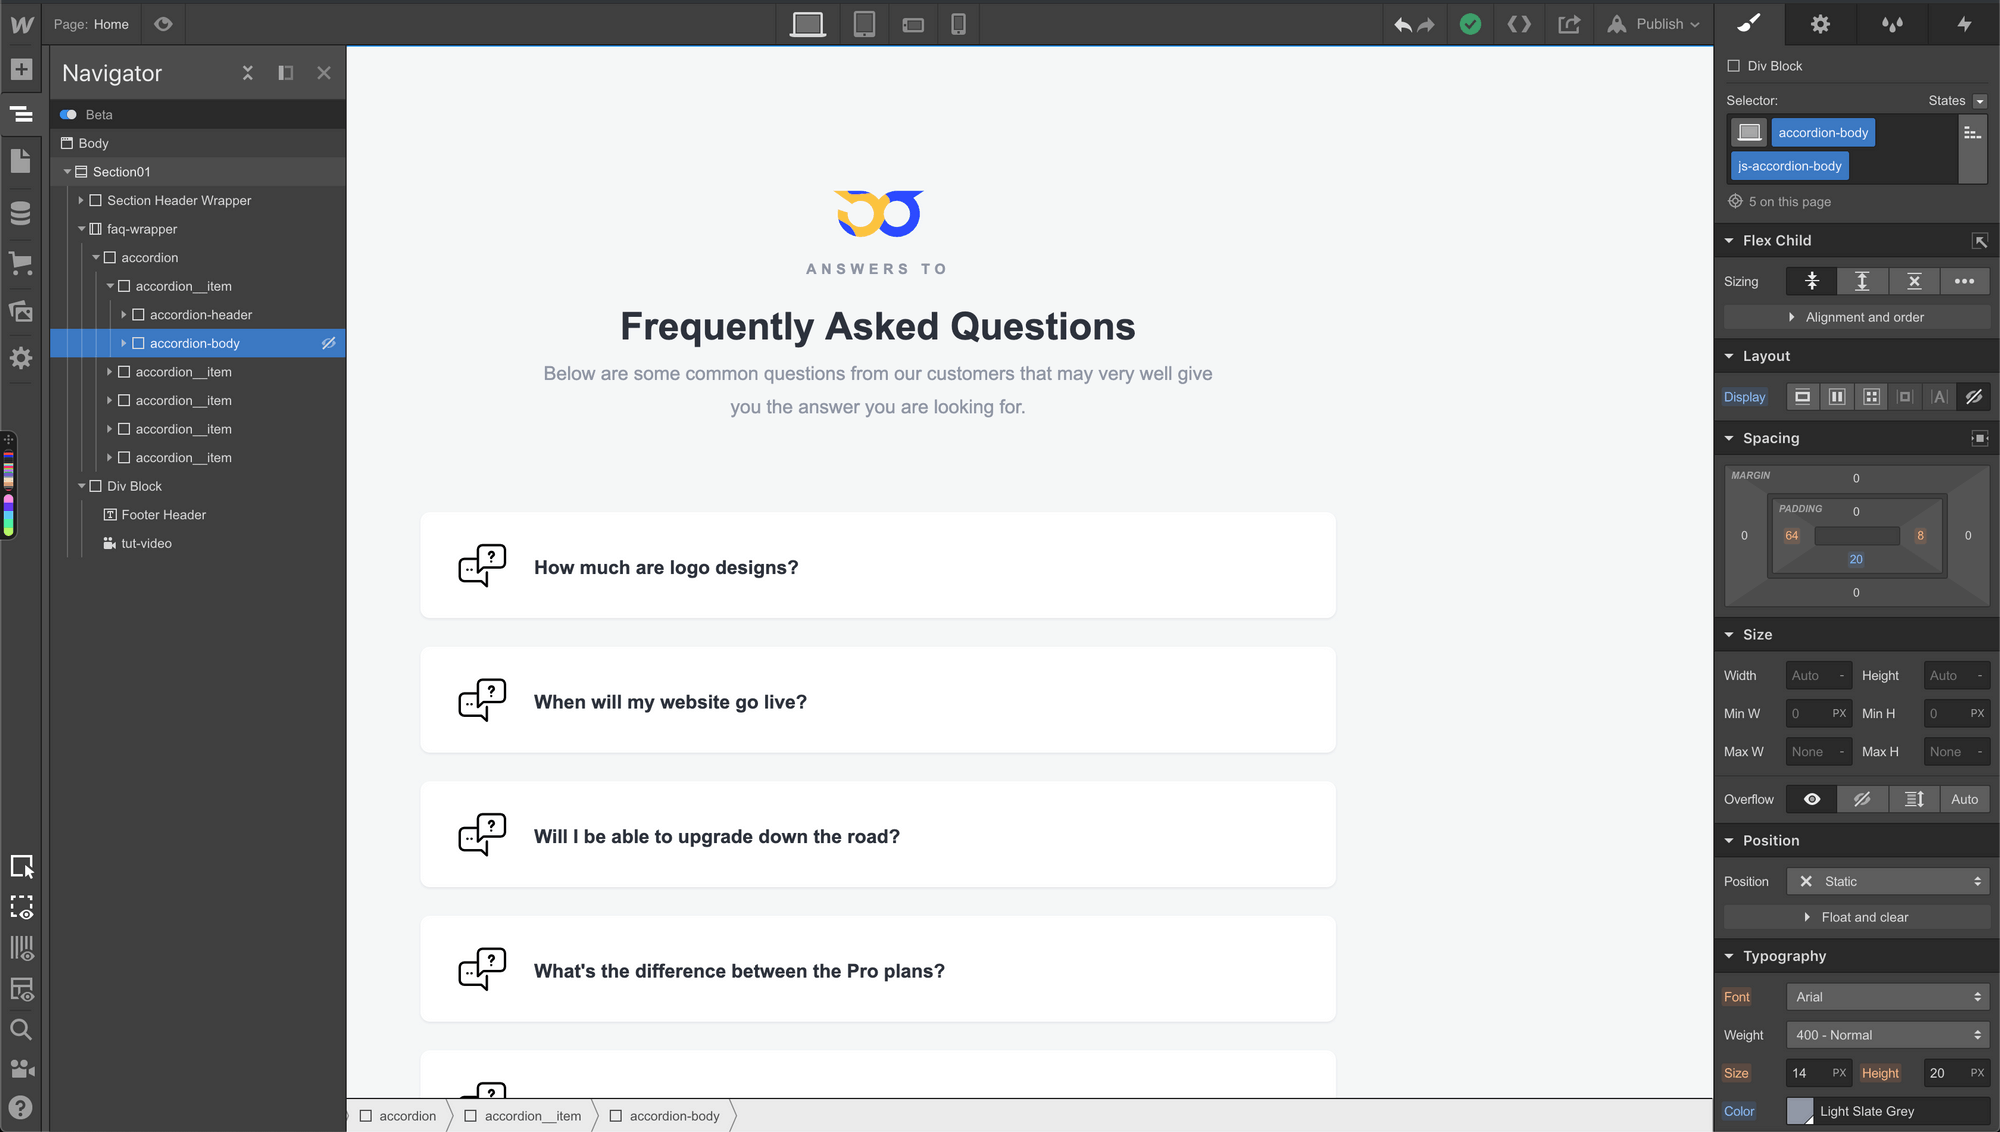 Page: Home
Publish
Navigator
Beta
Body
Section01
Section Header Wrapper
faq-wrapper
accordion
accordion__item
accordion-header
accordion-body
accordion__item
accordion__item
accordion__item
accordion__item
Div Block
Footer Header
tut-video
ANSWERS TO
Frequently Asked Questions
Below are some common questions from our customers that may very well give
you the answer you are looking for.
How much are logo designs?
When will my website go live?
Will I be able to upgrade down the road?
What's the difference between the Pro plans?
accordion accordion__item accordion-body
Div Block
Selector: States
accordion-body
js-accordion-body
5 on this page
Flex Child
Sizing
Alignment and order
Layout
Display
Spacing
MARGIN 0
PADDING 0
0 64 8 0
20
0
Size
Width Auto - Height Auto -
Min W 0 PX Min H 0 PX
Max W None - Max H None -
Overflow Auto
Position
Position Static
Float and clear
Typography
Font Arial
Weight 400 - Normal
Size 14 PX Height 20 PX
Color Light Slate Grey